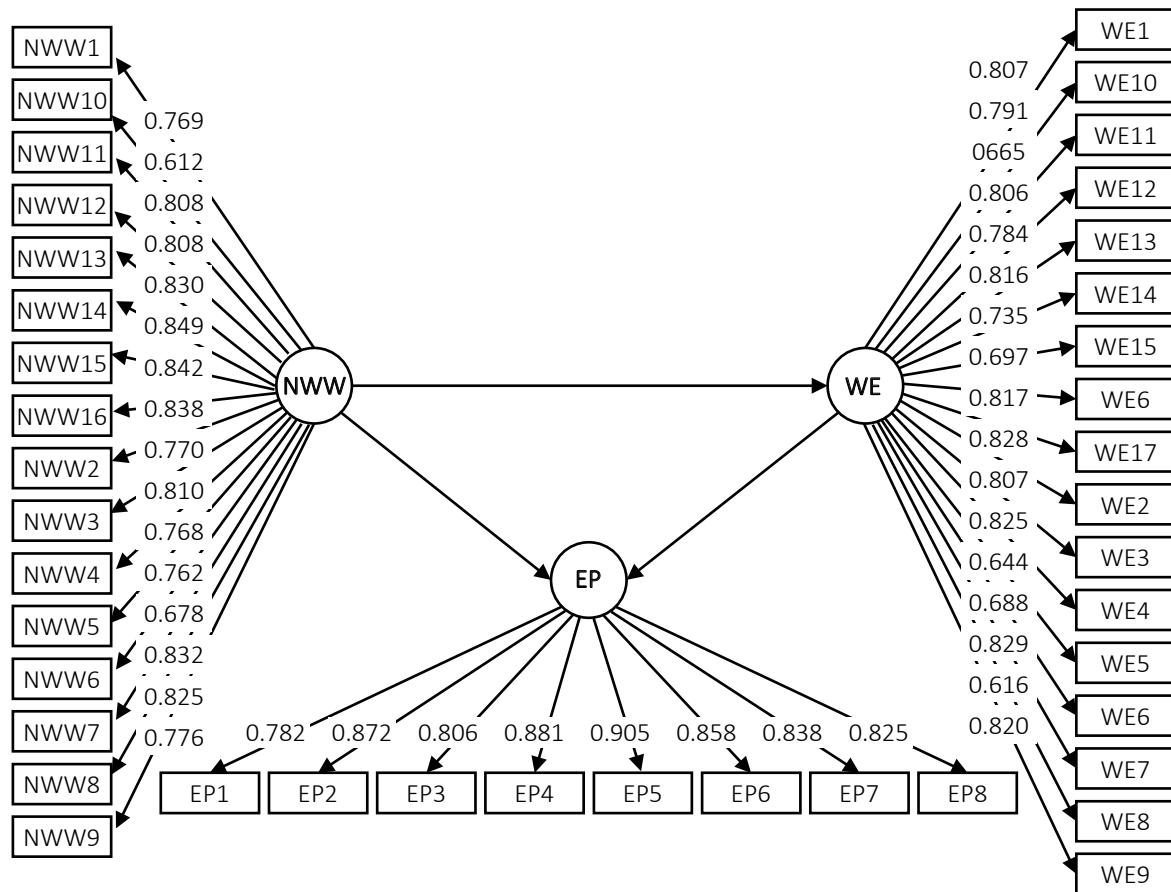 NWW1
NWW10
NWW11
NWW12
NWW13
NWW14
NWW15
NWW16
NWW2
NWW3
NWW4
NWW5
NWW6
NWW7
NWW8
NWW9
0.769
0.612
0.808
0.808
0.830
0.849
0.842
0.838
0.770
0.810
0.768
0.762
0.678
0.832
0.825
0.776
NWW
WE
EP
0.782 0.872 0.806 0.881 0.905 0.858 0.838 0.825
EP1 EP2 EP3 EP4 EP5 EP6 EP7 EP8
0.807
0.791
0665
0.806
0.784
0.816
0.735
0.697
0.817
0.828
0.807
0.825
0.644
0.688
0.829
0.616
0.820
WE1
WE10
WE11
WE12
WE13
WE14
WE15
WE6
WE17
WE2
WE3
WE4
WE5
WE6
WE7
WE8
WE9